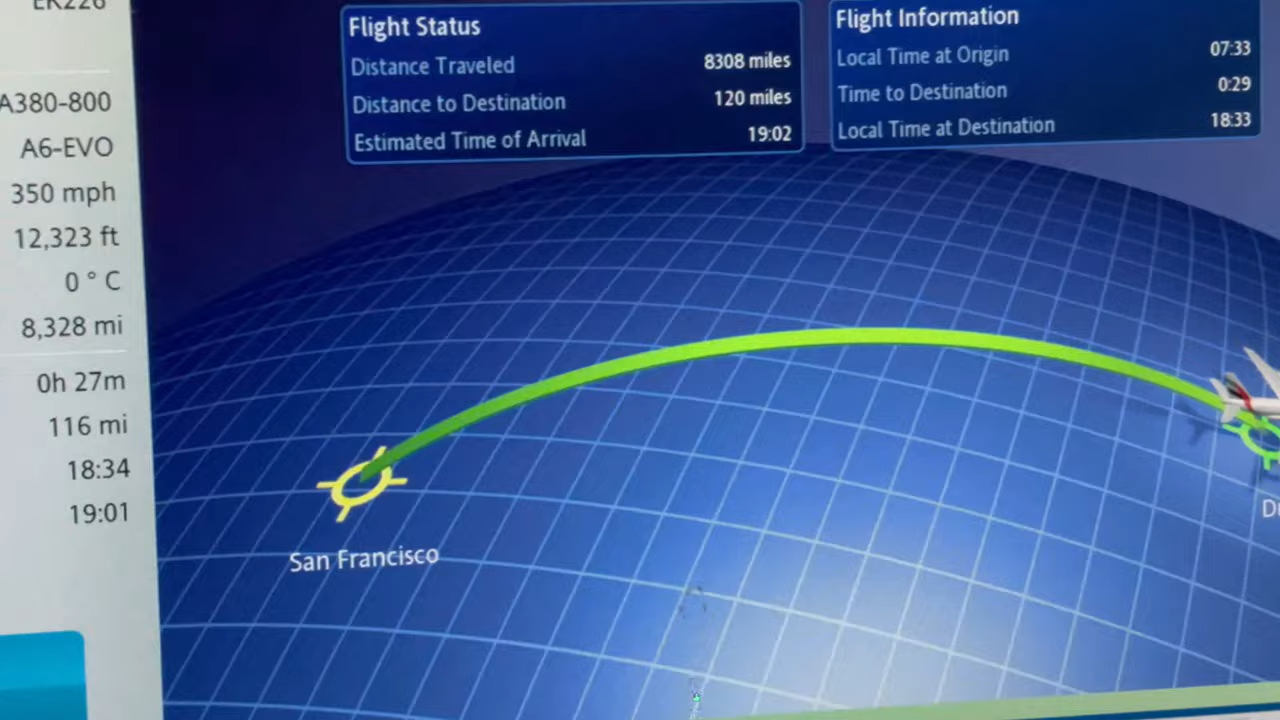 EK226
A380-800
A6-EVO
350 mph
12,323 ft
0 ° C
8,328 mi
0h 27m
116 mi
18:34
19:01
Flight Status
Distance Traveled 8308 miles
Distance to Destination 120 miles
Estimated Time of Arrival 19:02
Flight Information
Local Time at Origin 07:33
Time to Destination 0:29
Local Time at Destination 18:33
San Francisco